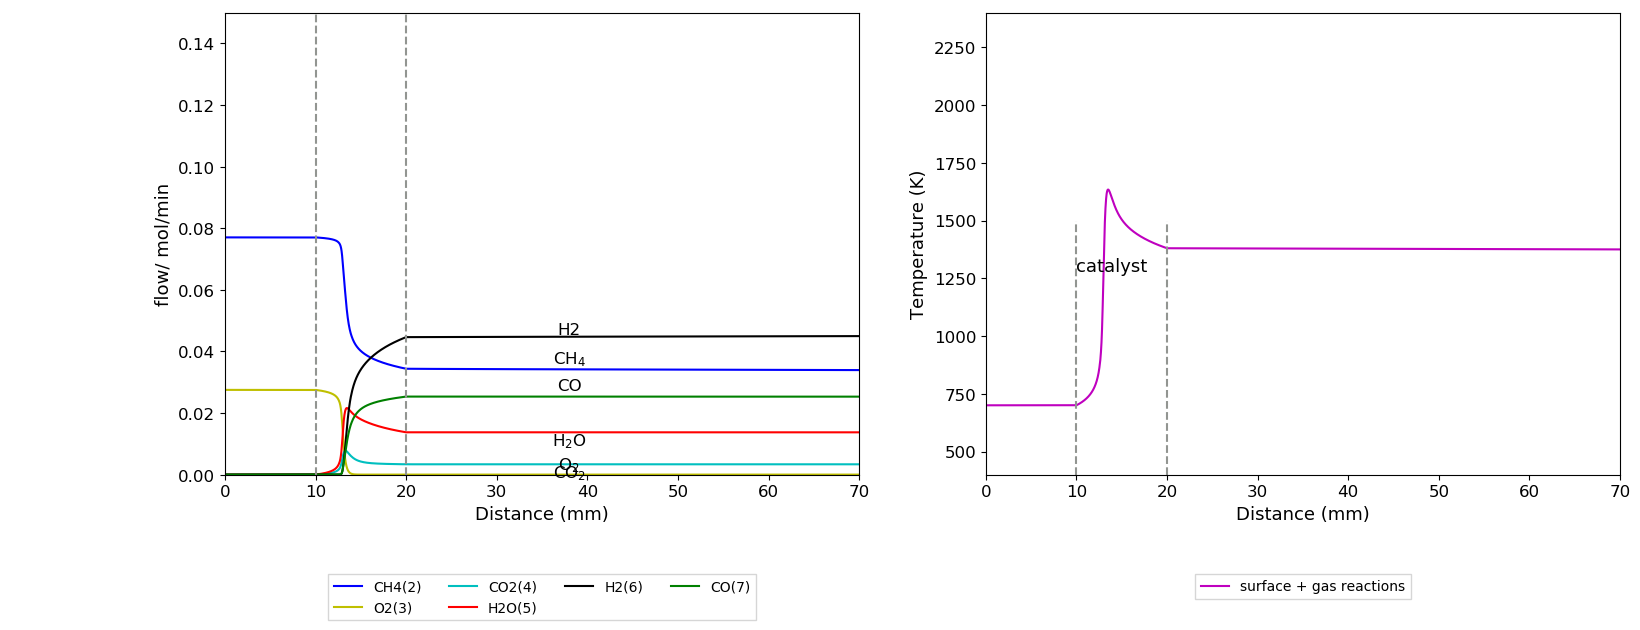 0.14
0.12
0.10
0.08
0.06
0.04
0.02
0.00
flow/ mol/min
H2
CH₄
CO
H₂O
O₂
CO₂
0 10 20 30 40 50 60 70
Distance (mm)
CH4(2) CO2(4) H2(6) CO(7)
O2(3) H2O(5)
2250
2000
1750
1500
1250
1000
750
500
Temperature (K)
catalyst
0 10 20 30 40 50 60 70
Distance (mm)
surface + gas reactions